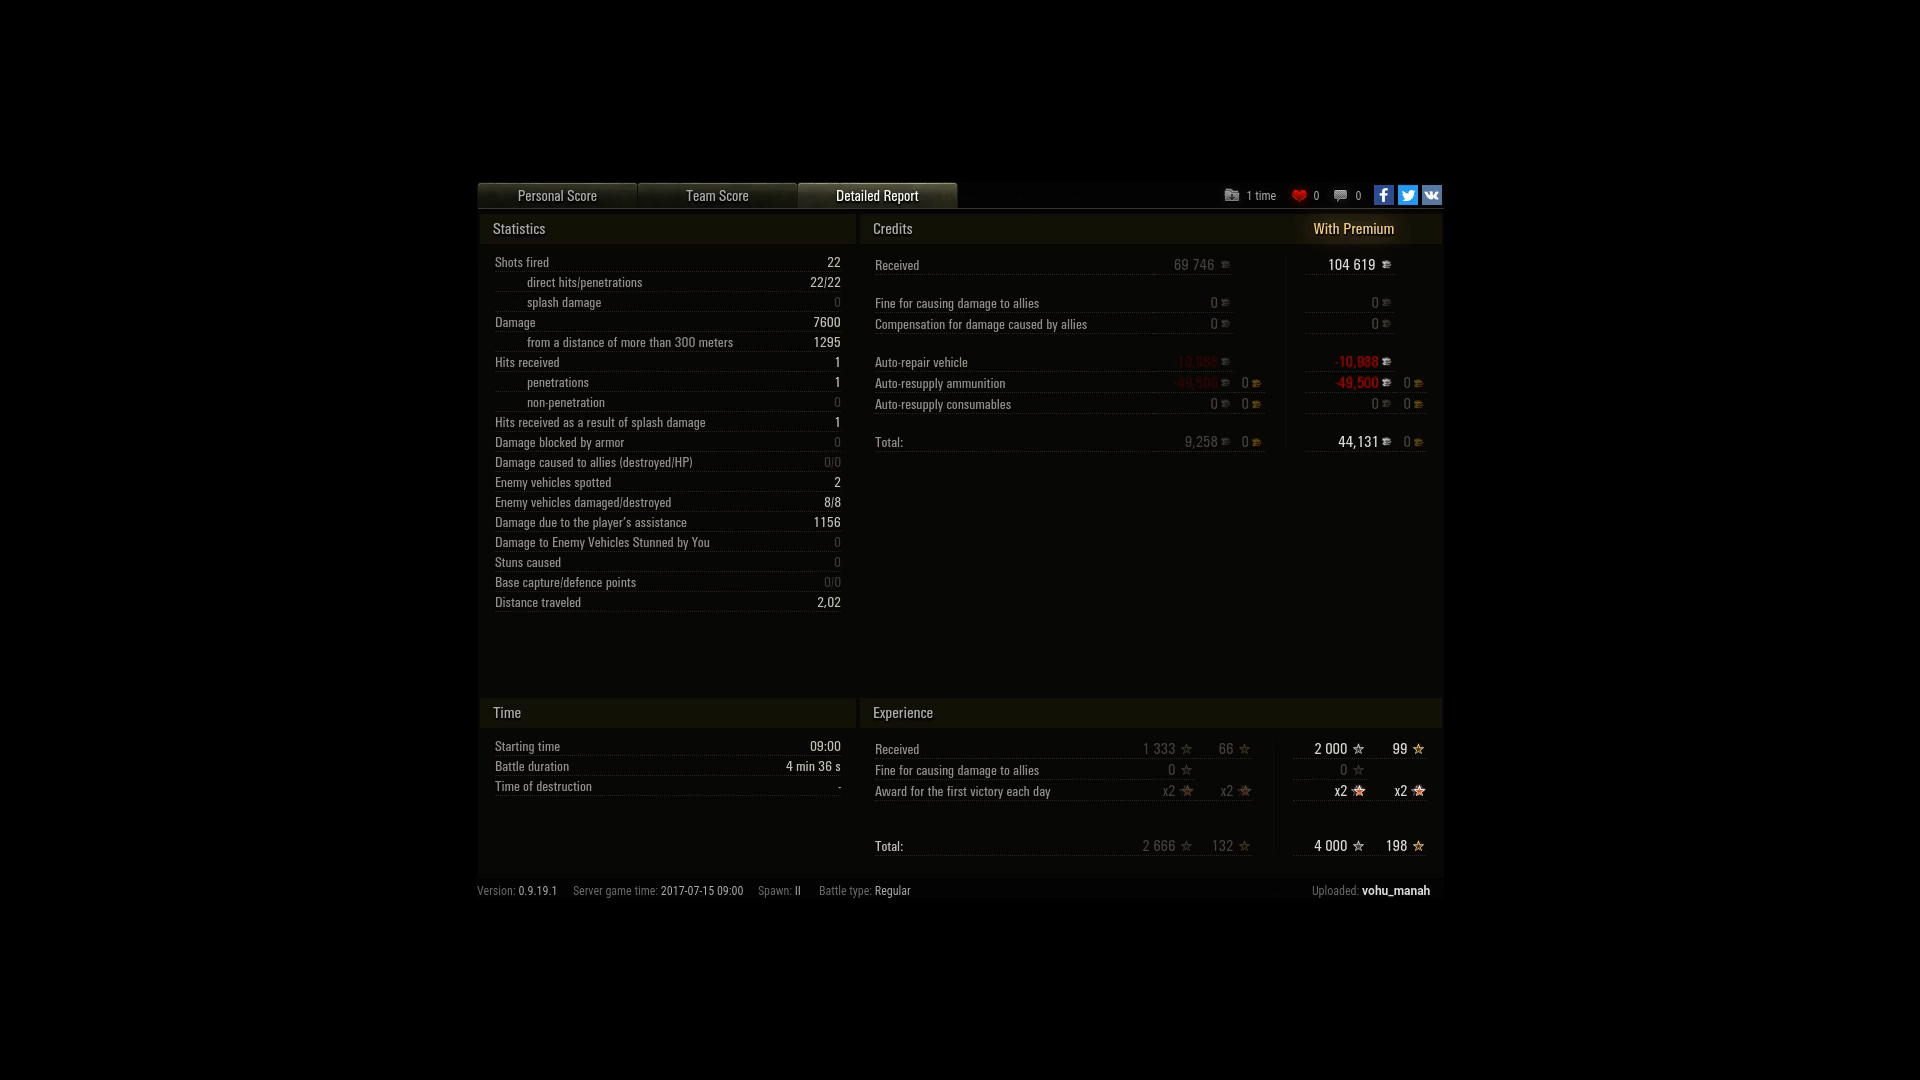 Personal Score Team Score Detailed Report 1 time 0 0
Statistics
Shots fired 22
direct hits/penetrations 22/22
splash damage 0
Damage 7600
from a distance of more than 300 meters 1295
Hits received 1
penetrations 1
non-penetration 0
Hits received as a result of splash damage 1
Damage blocked by armor 0
Damage caused to allies (destroyed/HP) 0/0
Enemy vehicles spotted 2
Enemy vehicles damaged/destroyed 8/8
Damage due to the player's assistance 1156
Damage to Enemy Vehicles Stunned by You 0
Stuns caused 0
Base capture/defence points 0/0
Distance traveled 2,02
Credits With Premium
Received 69 746 104 619
Fine for causing damage to allies 0 0
Compensation for damage caused by allies 0 0
Auto-repair vehicle -10,988 -10,988
Auto-resupply ammunition -49,500 0 -49,500 0
Auto-resupply consumables 0 0 0 0
Total: 9,258 0 44,131 0
Time
Starting time 09:00
Battle duration 4 min 36 s
Time of destruction -
Experience
Received 1 333 66 2 000 99
Fine for causing damage to allies 0 0
Award for the first victory each day x2 x2 x2 x2
Total: 2 666 132 4 000 198
Version: 0.9.19.1 Server game time: 2017-07-15 09:00 Spawn: II Battle type: Regular Uploaded: vohu_manah